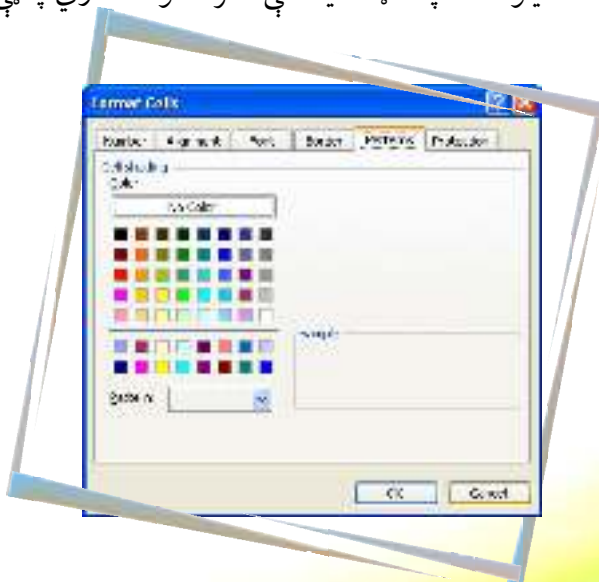 Format Cells
Number Alignment Font Border Patterns Protection
Cell shading
Color
No Color
Sample
Pattern:
OK Cancel